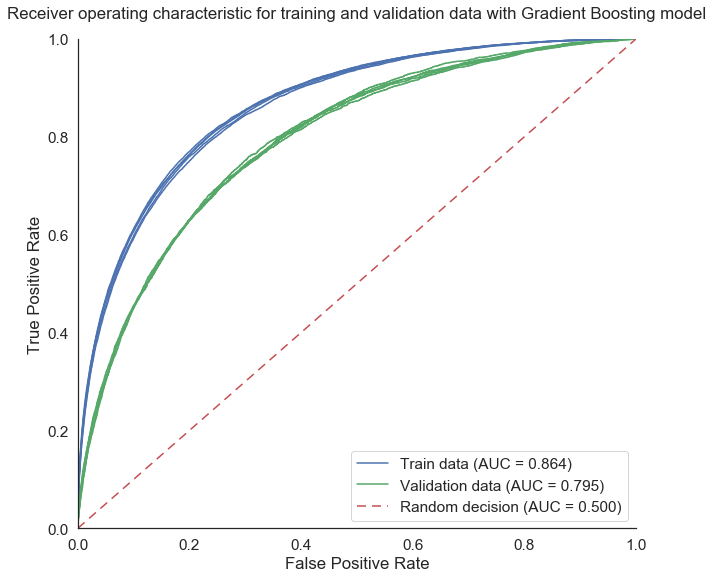 Receiver operating characteristic for training and validation data with Gradient Boosting model
1.0
0.8
0.6
0.4
0.2
0.0
True Positive Rate
Train data (AUC = 0.864)
Validation data (AUC = 0.795)
Random decision (AUC = 0.500)
0.0 0.2 0.4 0.6 0.8 1.0
False Positive Rate